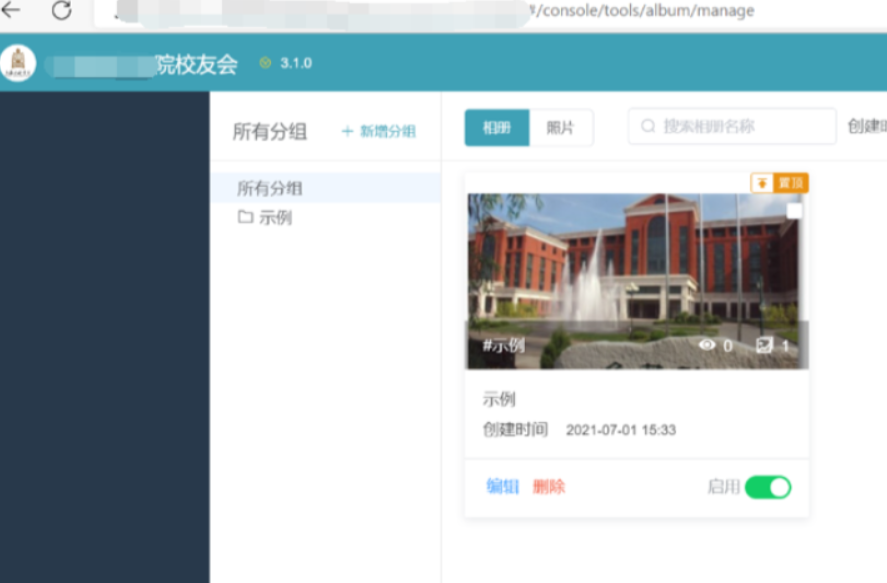 #/console/tools/album/manage
院校友会 3.1.0
所有分组 + 新增分组
相册 照片 搜索相册名称 创建时
所有分组
示例
置顶
#示例 0 1
示例
创建时间 2021-07-01 15:33
编辑 删除 启用